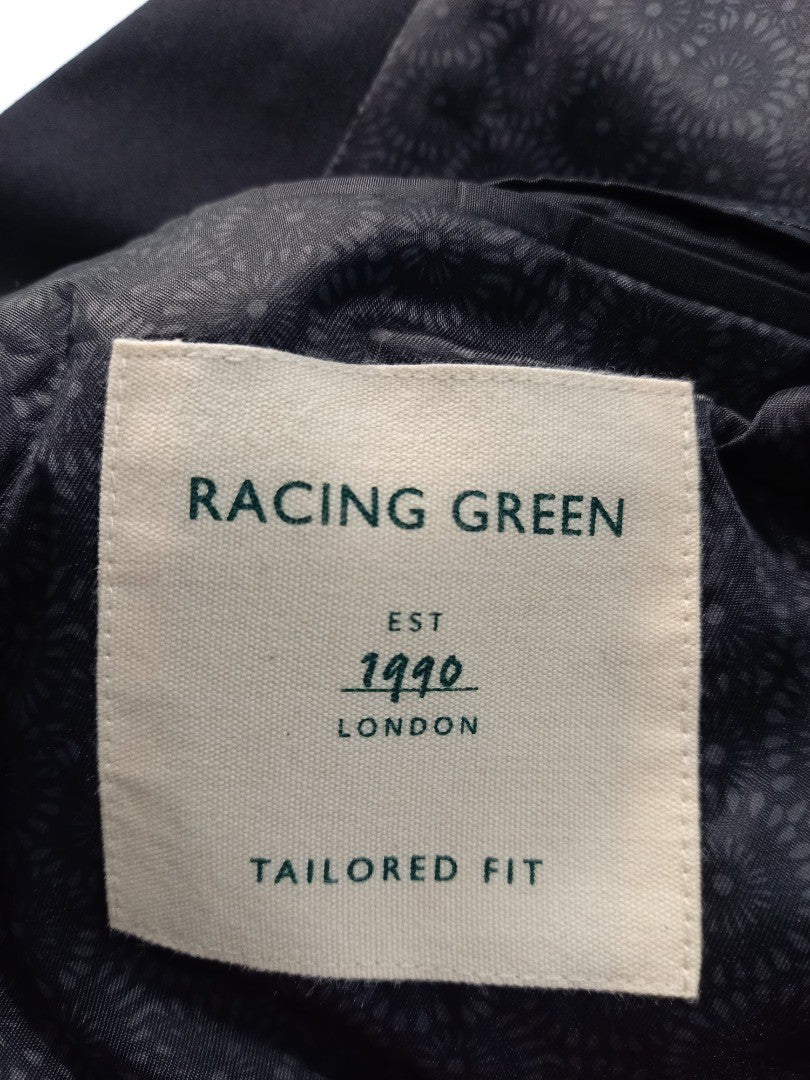 RACING GREEN
EST
1990
LONDON
TAILORED FIT